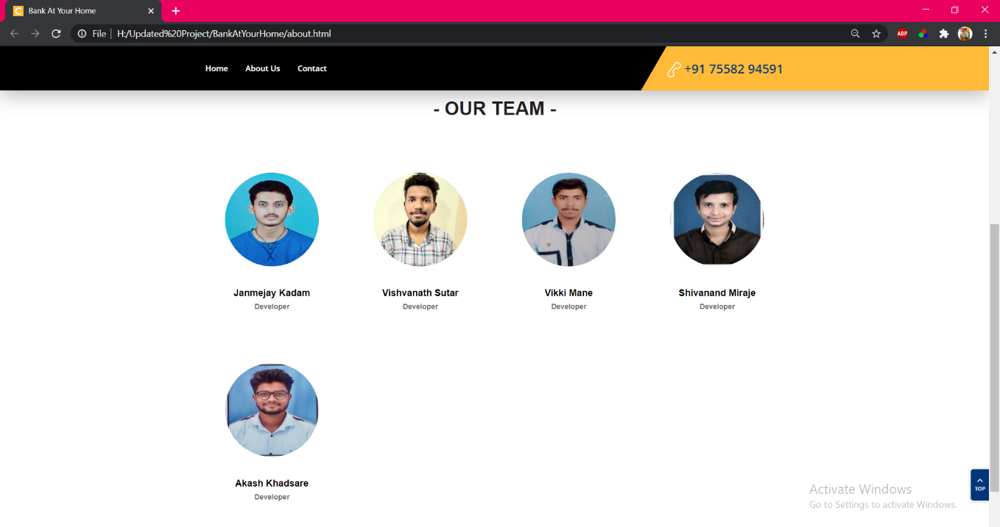 Bank At Your Home
File
H:/Updated%20Project/BankAtYourHome/about.html
ABP
Home About Us Contact
+91 75582 94591
- OUR TEAM -
Janmejay Kadam
Developer
Vishvanath Sutar
Developer
Vikki Mane
Developer
Shivanand Miraje
Developer
Akash Khadsare
Developer
TOP
Activate Windows
Go to Settings to activate Windows.